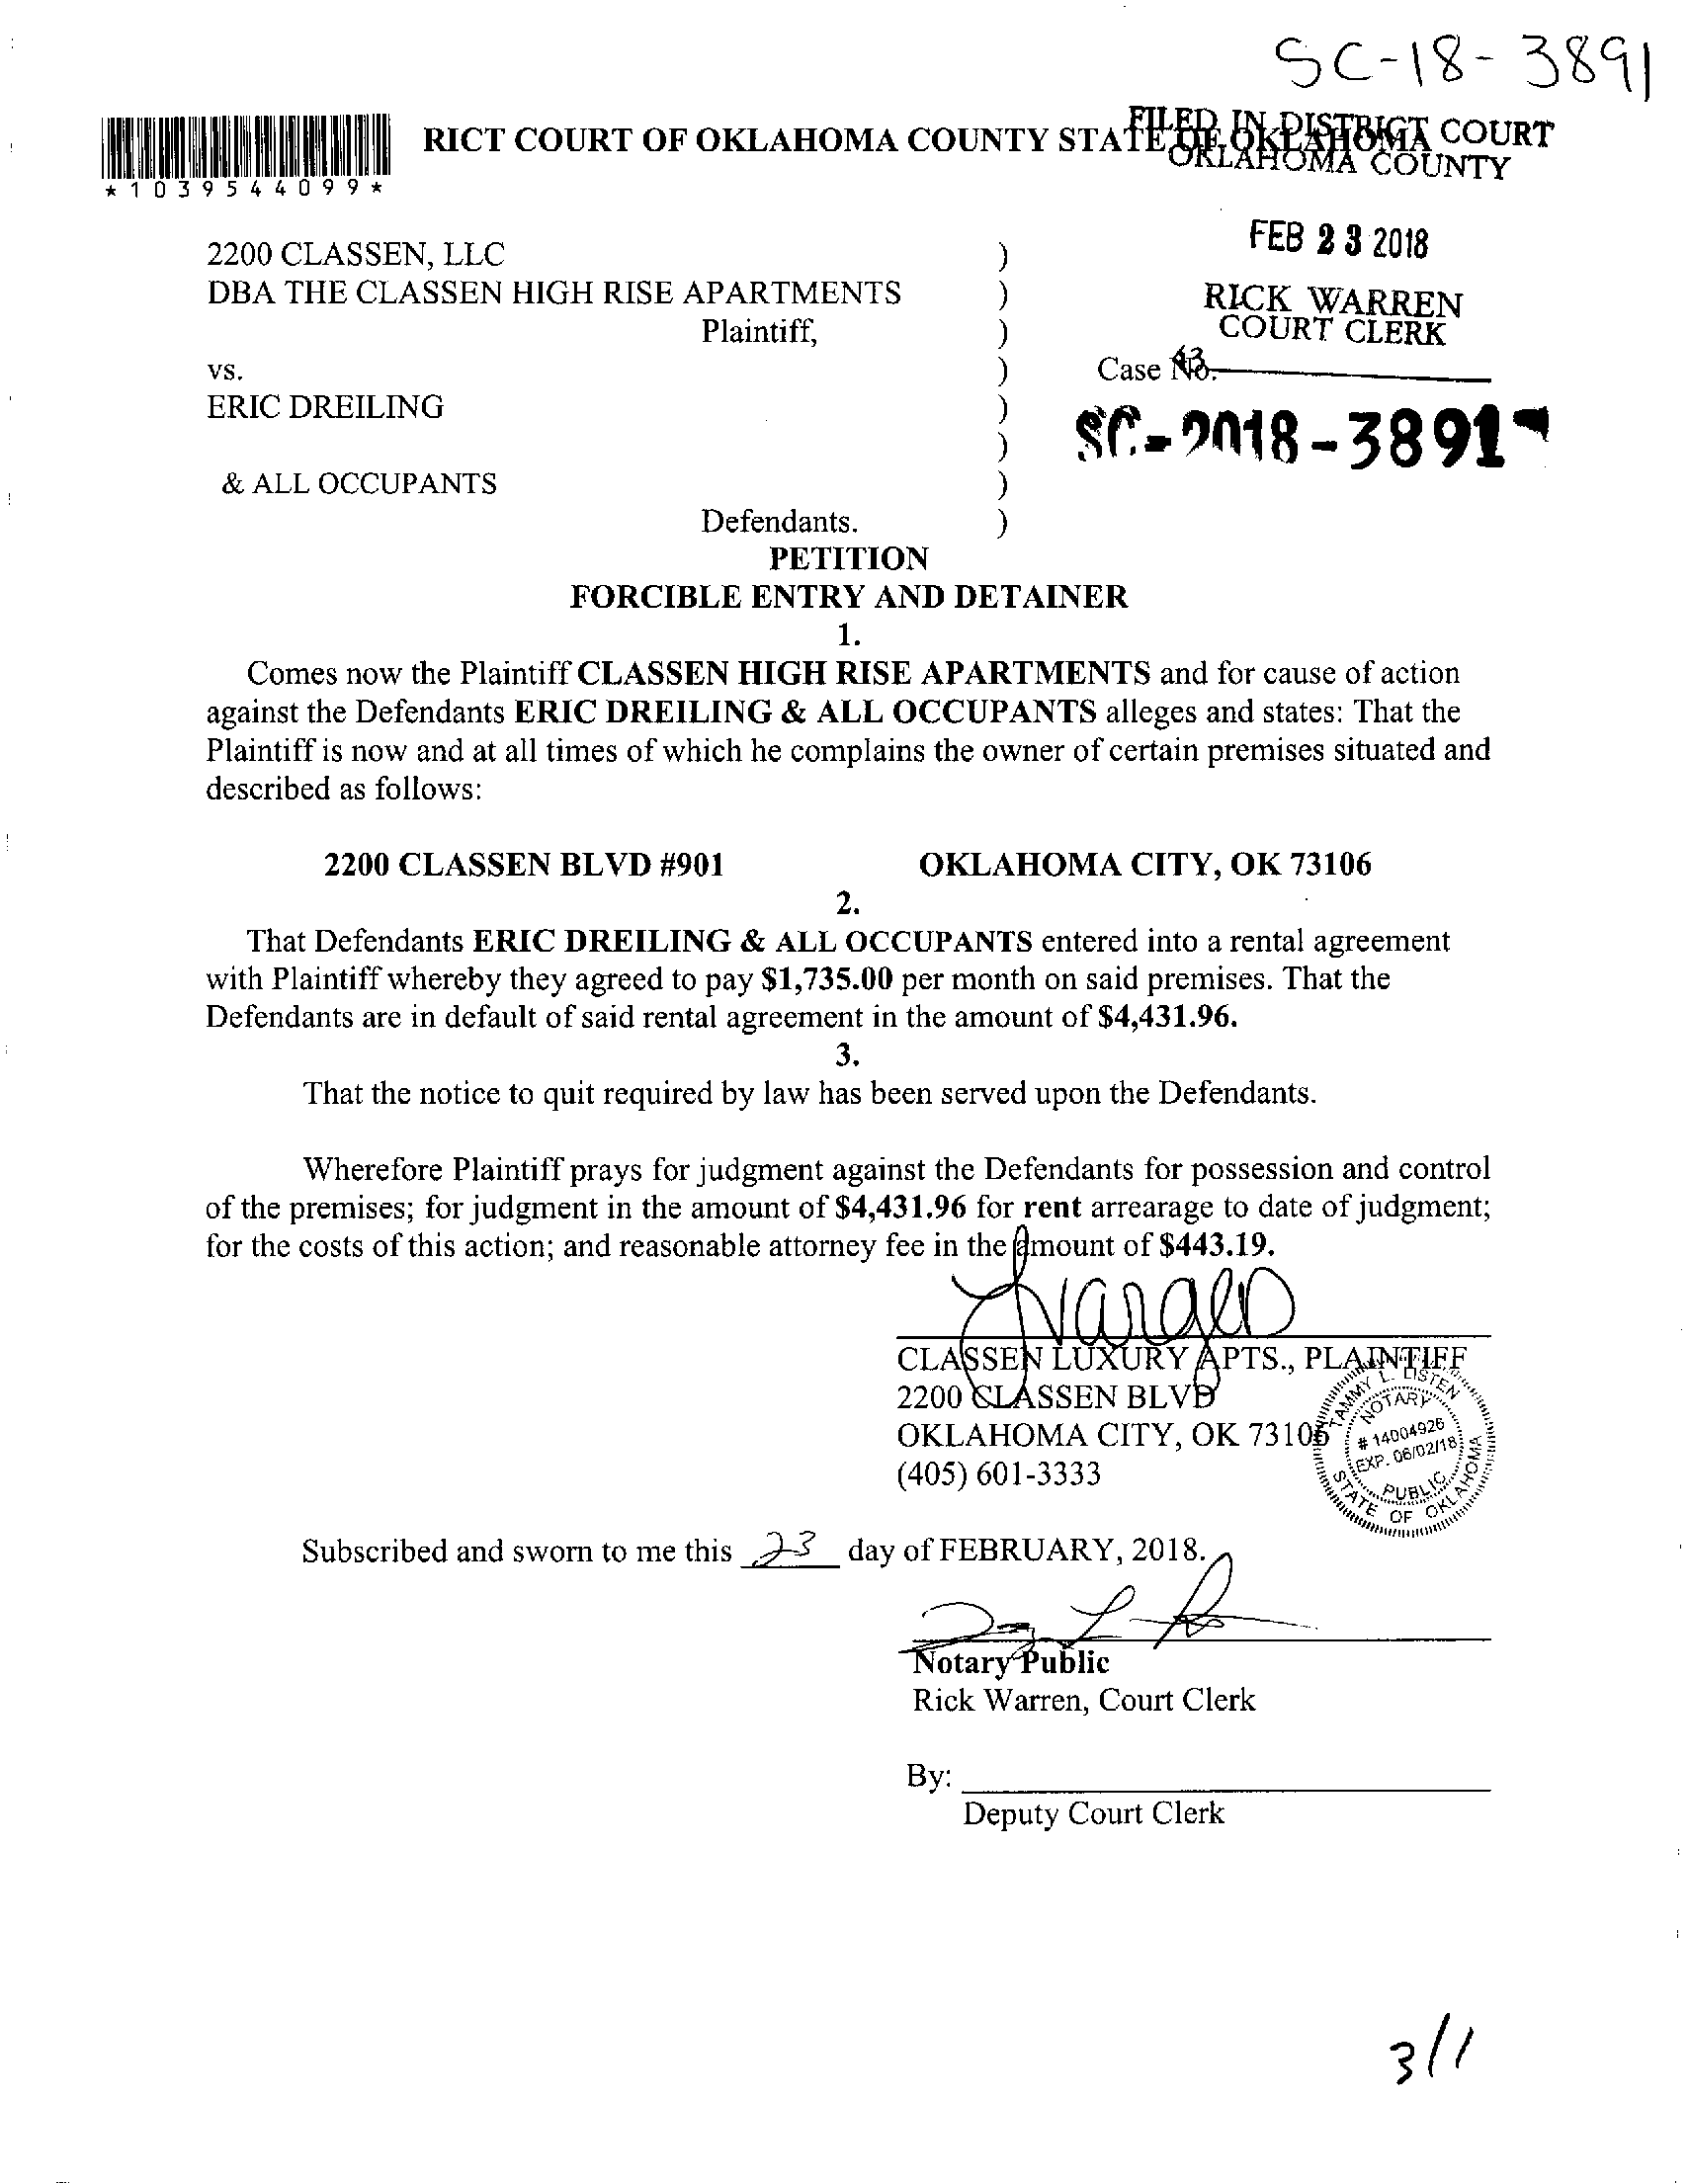 SC-18-3891
*1039544099*
RICT COURT OF OKLAHOMA COUNTY STATE OF OKLAHOMA
FILED IN DISTRICT COURT
OKLAHOMA COUNTY
FEB 23 2018
RICK WARREN
COURT CLERK
43
2200 CLASSEN, LLC )
DBA THE CLASSEN HIGH RISE APARTMENTS )
Plaintiff, )
vs. ) Case No.
ERIC DREILING )
SC-2018-3891
)
& ALL OCCUPANTS )
Defendants. )
PETITION
FORCIBLE ENTRY AND DETAINER
1.
Comes now the Plaintiff CLASSEN HIGH RISE APARTMENTS and for cause of action
against the Defendants ERIC DREILING & ALL OCCUPANTS alleges and states: That the
Plaintiff is now and at all times of which he complains the owner of certain premises situated and
described as follows:
2200 CLASSEN BLVD #901 OKLAHOMA CITY, OK 73106
2.
That Defendants ERIC DREILING & ALL OCCUPANTS entered into a rental agreement
with Plaintiff whereby they agreed to pay $1,735.00 per month on said premises. That the
Defendants are in default of said rental agreement in the amount of $4,431.96.
3.
That the notice to quit required by law has been served upon the Defendants.
Wherefore Plaintiff prays for judgment against the Defendants for possession and control
of the premises; for judgment in the amount of $4,431.96 for rent arrearage to date of judgment;
for the costs of this action; and reasonable attorney fee in the amount of $443.19.
CLASSEN LUXURY APTS., PLAINTIFF
2200 CLASSEN BLVD
OKLAHOMA CITY, OK 73106
(405) 601-3333
TAMMY L. LISTEN
NOTARY
# 14004926
EXP. 06/02/18
PUBLIC
STATE OF OKLAHOMA
Subscribed and sworn to me this 23 day of FEBRUARY, 2018.
Notary Public
Rick Warren, Court Clerk
By:
Deputy Court Clerk
3/1